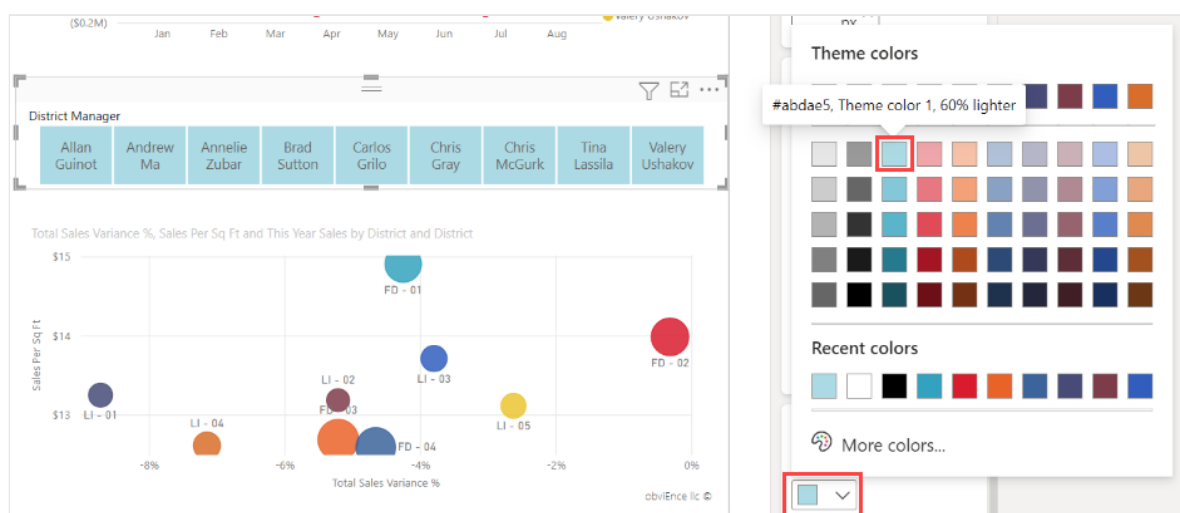 ($0.2M)
Jan Feb Mar Apr May Jun Jul Aug
Valery Ushakov
px
District Manager
Allan Guinot
Andrew Ma
Annelie Zubar
Brad Sutton
Carlos Grilo
Chris Gray
Chris McGurk
Tina Lassila
Valery Ushakov
Total Sales Variance %, Sales Per Sq Ft and This Year Sales by District and District
Sales Per Sq Ft
$15
$14
$13
FD - 01
FD - 02
LI - 03
LI - 02
FD - 03
LI - 01
LI - 04
LI - 05
FD - 04
-8% -6% -4% -2% 0%
Total Sales Variance %
obviEnce llc ©
Theme colors
#abdae5, Theme color 1, 60% lighter
Recent colors
More colors...